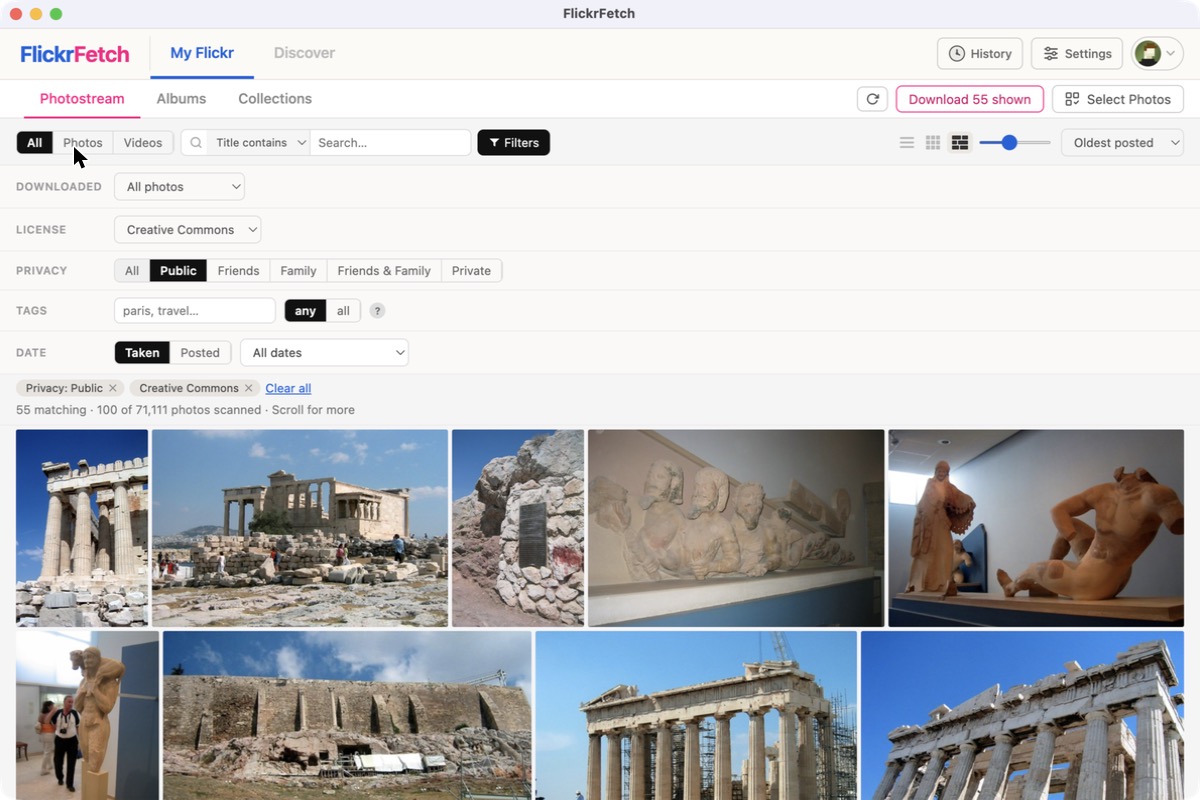 FlickrFetch
FlickrFetch My Flickr Discover History Settings
Photostream Albums Collections Download 55 shown Select Photos
All Photos Videos Title contains Search... Filters Oldest posted
DOWNLOADED All photos
LICENSE Creative Commons
PRIVACY All Public Friends Family Friends & Family Private
TAGS paris, travel... any all ?
DATE Taken Posted All dates
Privacy: Public × Creative Commons × Clear all
55 matching · 100 of 71,111 photos scanned · Scroll for more